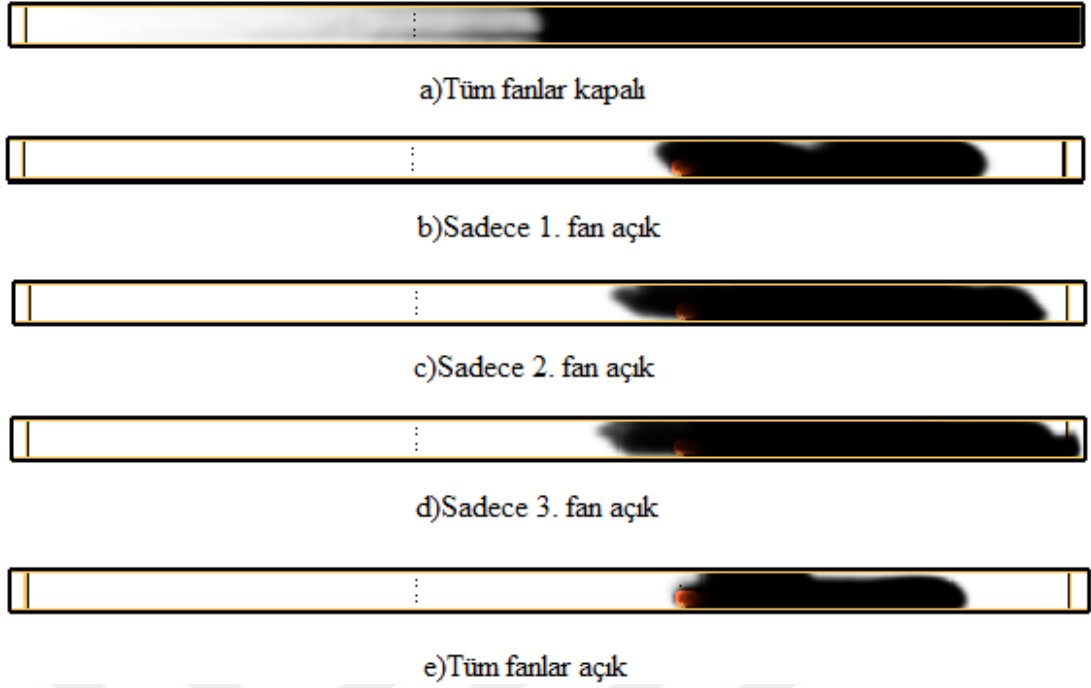 a)Tüm fanlar kapalı
b)Sadece 1. fan açık
c)Sadece 2. fan açık
d)Sadece 3. fan açık
e)Tüm fanlar açık